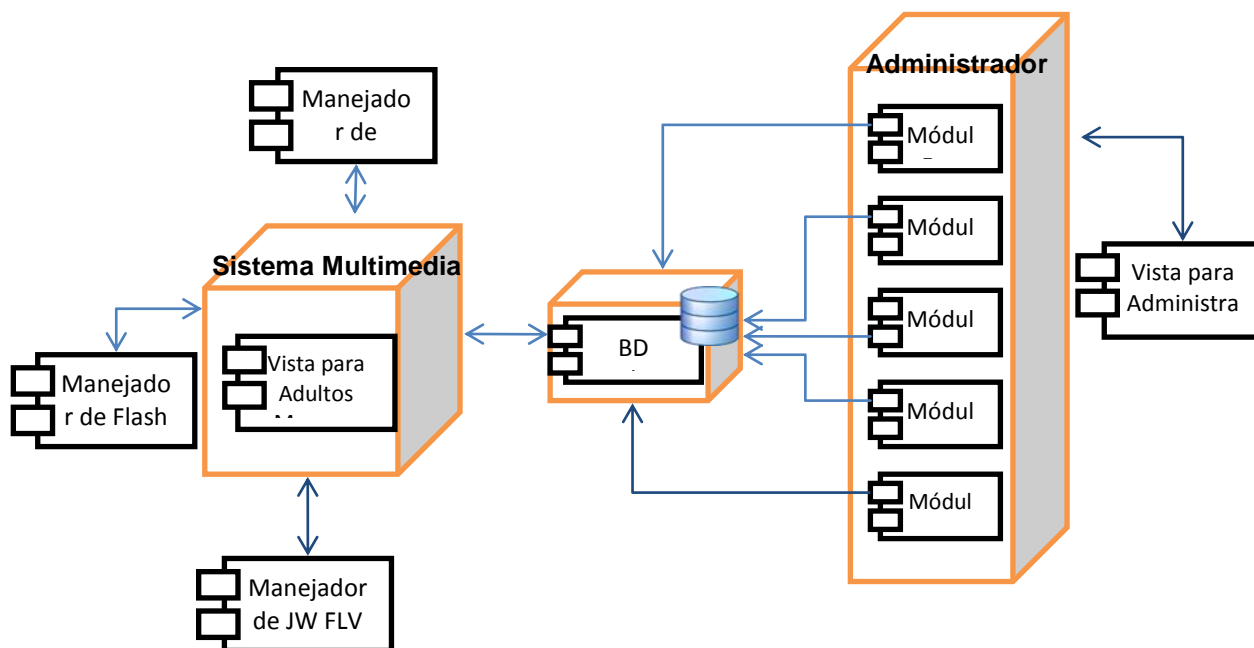 Manejado
r de
Sistema Multimedia
Vista para
Adultos
Manejado
r de Flash
Manejador
de JW FLV
BD
Administrador
Módul
Módul
Módul
Módul
Módul
Vista para
Administra